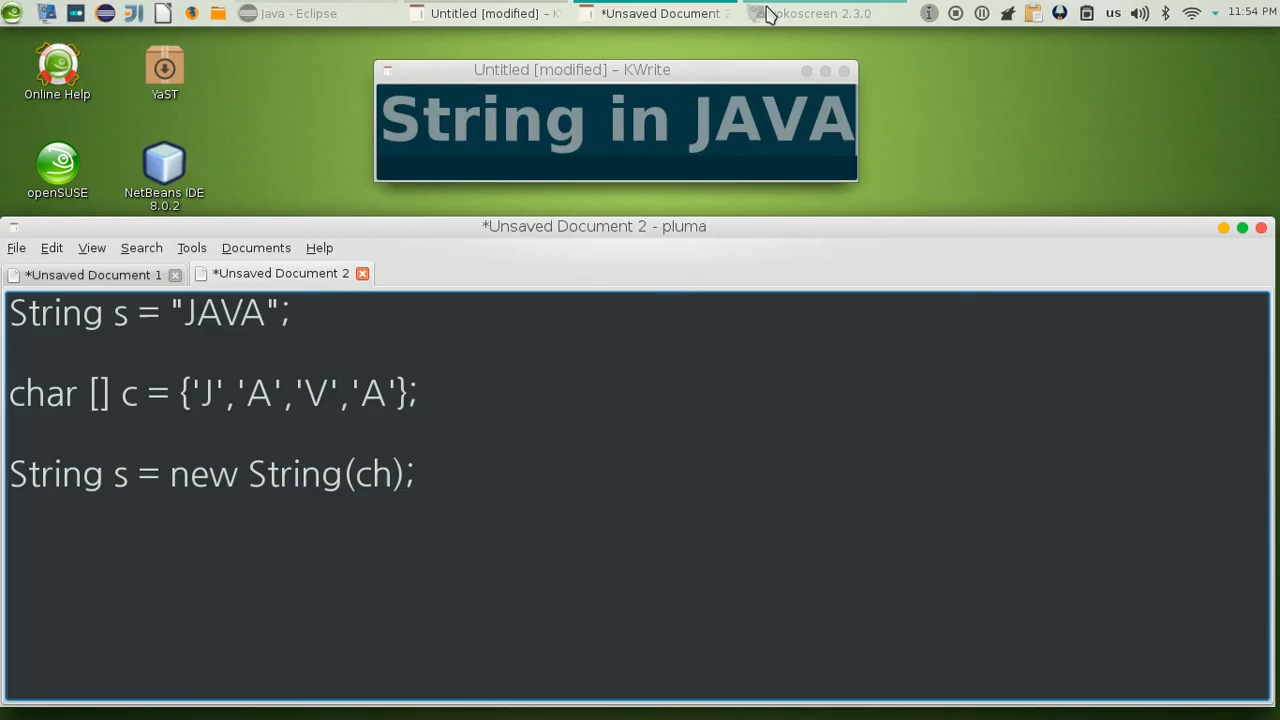 Java - Eclipse
Untitled [modified] –
*Unsaved Document 2
okoscreen 2.3.0
us
11:54 PM
Online Help
YaST
openSUSE
NetBeans IDE
8.0.2
Untitled [modified] – KWrite
String in JAVA
*Unsaved Document 2 - pluma
File Edit View Search Tools Documents Help
*Unsaved Document 1
*Unsaved Document 2
String s = "JAVA";
char [] c = {'J','A','V','A'};
String s = new String(ch);